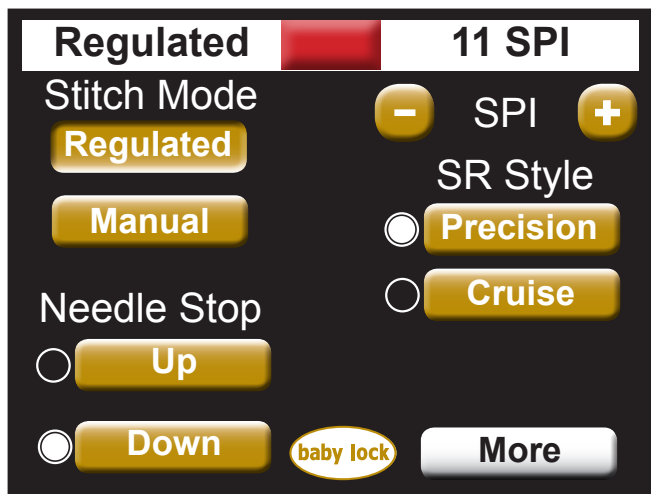 Regulated 11 SPI
Stitch Mode
- SPI +
Regulated
SR Style
Manual
Precision
Cruise
Needle Stop
Up
Down
baby lock
More